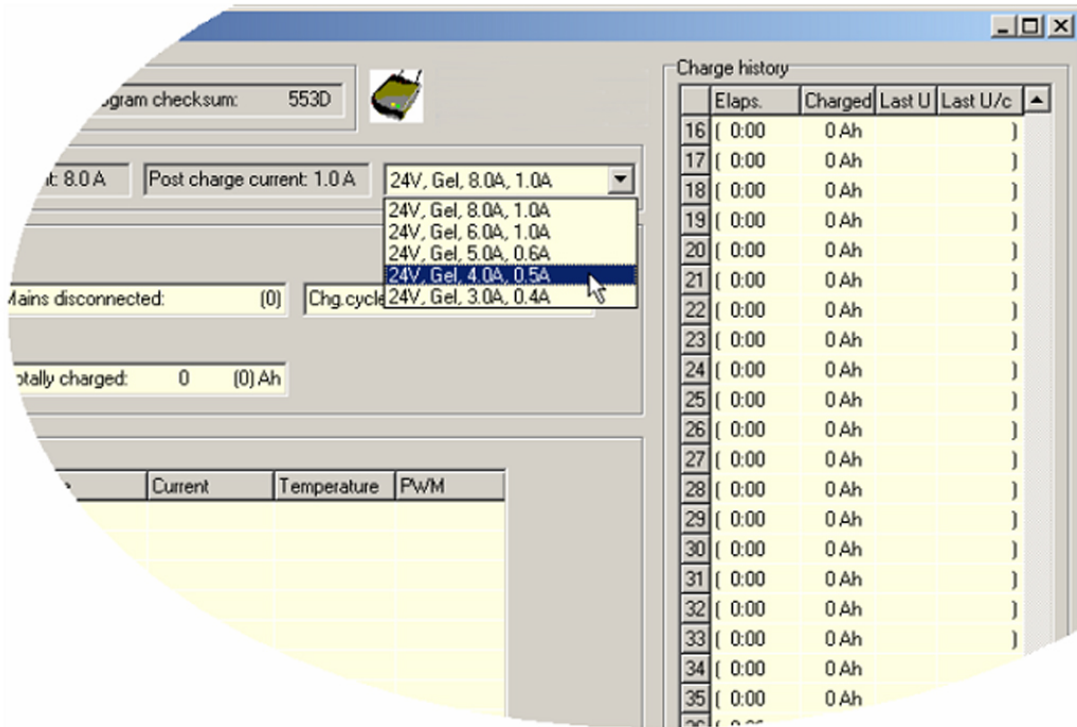 Charge history
ogram checksum: 553D
Elaps. Charged Last U Last U/c
nt: 8.0 A Post charge current: 1.0 A 24V, Gel, 8.0A, 1.0A
24V, Gel, 8.0A, 1.0A
24V, Gel, 6.0A, 1.0A
24V, Gel, 5.0A, 0.6A
24V, Gel, 4.0A, 0.5A
24V, Gel, 3.0A, 0.4A
Mains disconnected: (0) Chg.cycle
otally charged: 0 (0) Ah
Current Temperature PWM
16 ( 0:00 0 Ah )
17 ( 0:00 0 Ah )
18 ( 0:00 0 Ah )
19 ( 0:00 0 Ah )
20 ( 0:00 0 Ah )
21 ( 0:00 0 Ah )
22 ( 0:00 0 Ah )
23 ( 0:00 0 Ah )
24 ( 0:00 0 Ah )
25 ( 0:00 0 Ah )
26 ( 0:00 0 Ah )
27 ( 0:00 0 Ah )
28 ( 0:00 0 Ah )
29 ( 0:00 0 Ah )
30 ( 0:00 0 Ah )
31 ( 0:00 0 Ah )
32 ( 0:00 0 Ah )
33 ( 0:00 0 Ah )
34 ( 0:00 0 Ah
35 ( 0:00 0 Ah